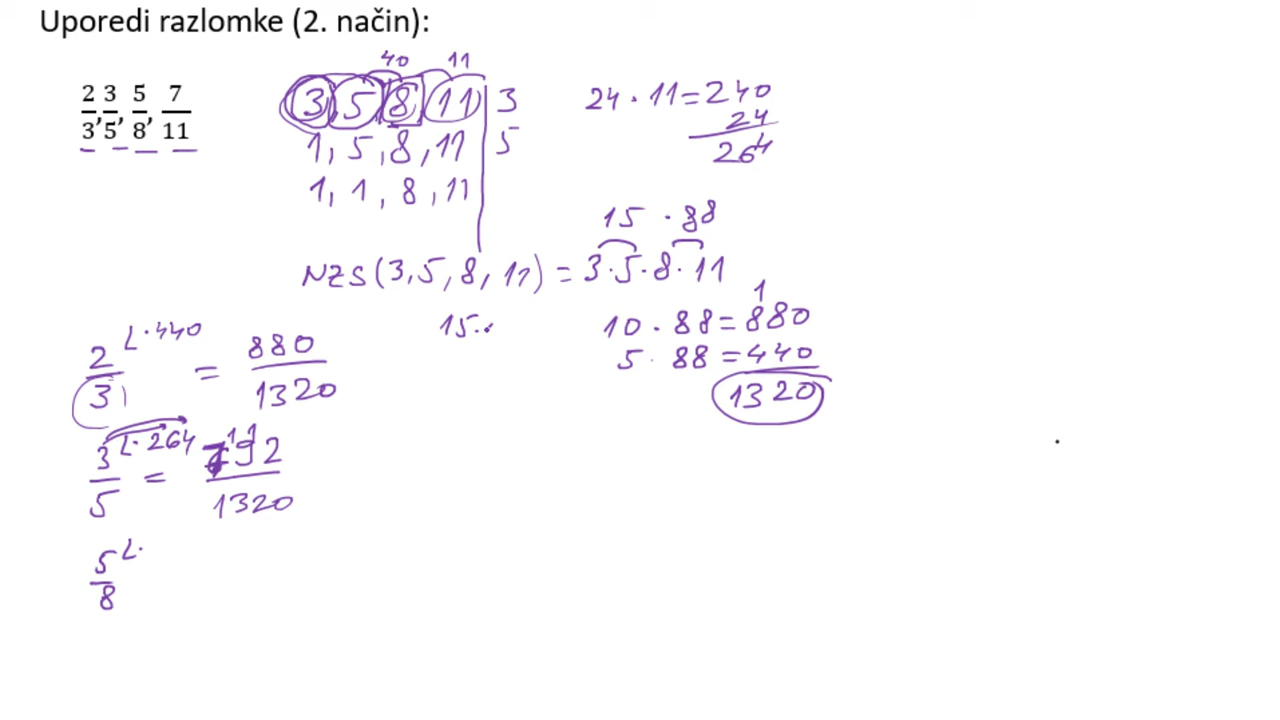 Uporedi razlomke (2. način):
2/3, 3/5, 5/8, 7/11
40 11
3 5 8 11 | 3
1, 5, 8, 11 | 5
1, 1, 8, 11
24 · 11 = 240
24
264
15 · 88
NZS (3, 5, 8, 11) = 3 · 5 · 8 · 11
15 ·
1
10 · 88 = 880
5 · 88 = 440
1320
2/3 · 440 = 880/1320
3/5 · 264 = 792/1320
5/8 ·